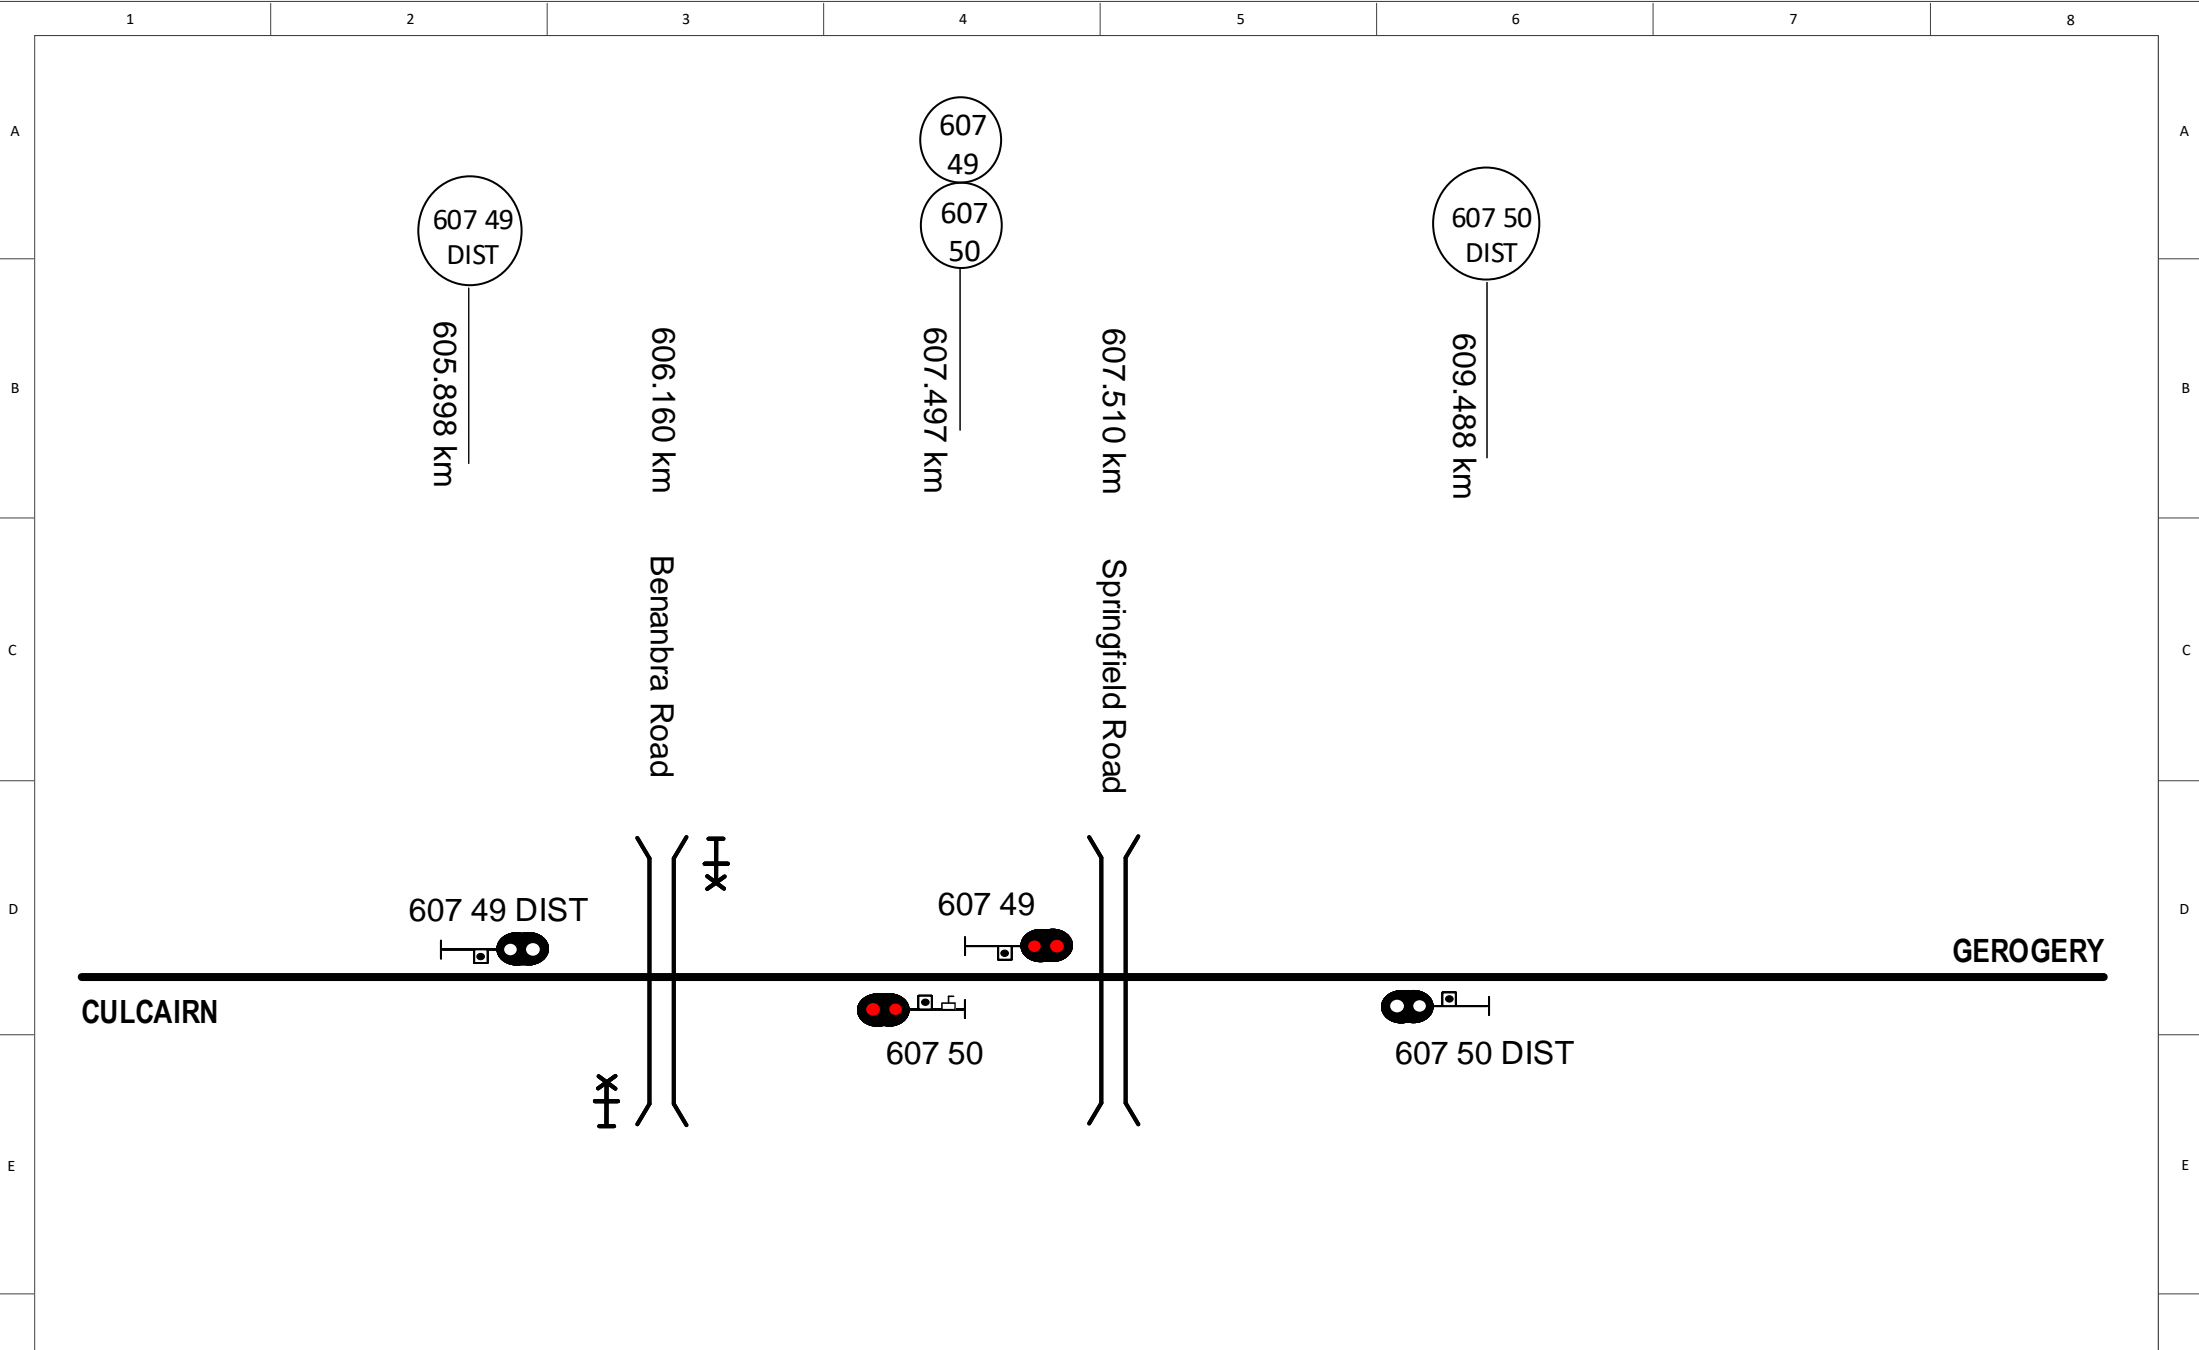 1 2 3 4 5 6 7 8
A A
607
49
607
50
607 49
DIST
607 50
DIST
B B
605.898 km
606.160 km
607.497 km
607.510 km
609.488 km
C C
Benanbra Road
Springfield Road
D D
607 49 DIST
607 49
GEROGERY
CULCAIRN
607 50
607 50 DIST
E E